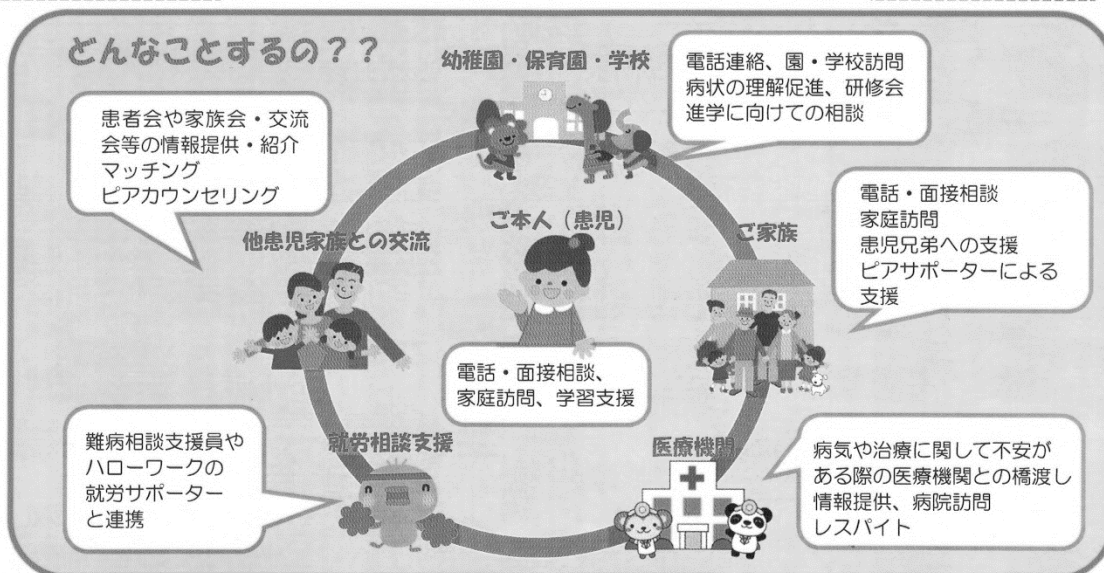 どんなことするの？？
幼稚園・保育園・学校
電話連絡、園・学校訪問
病状の理解促進、研修会
進学に向けての相談
患者会や家族会・交流
会等の情報提供・紹介
マッチング
ピアカウンセリング
他患児家族との交流
ご本人（患児）
電話・面接相談、
家庭訪問、学習支援
ご家族
電話・面接相談
家庭訪問
患児兄弟への支援
ピアサポーターによる
支援
就労相談支援
難病相談支援員や
ハローワークの
就労サポーター
と連携
医療機関
病気や治療に関して不安が
ある際の医療機関との橋渡し
情報提供、病院訪問
レスパイト